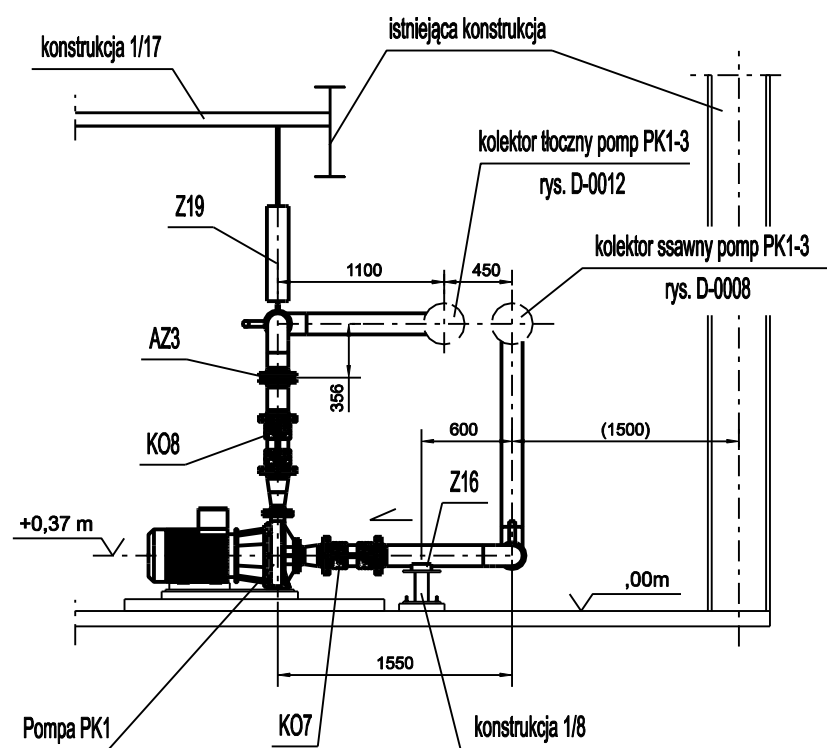 istniejąca konstrukcja
konstrukcja 1/17
kolektor tłoczny pomp PK1-3
rys. D-0012
Z19
kolektor ssawny pomp PK1-3
rys. D-0008
1100
450
AZ3
356
KO8
600
(1500)
Z16
+0,37 m
,00m
1550
Pompa PK1
KO7
konstrukcja 1/8